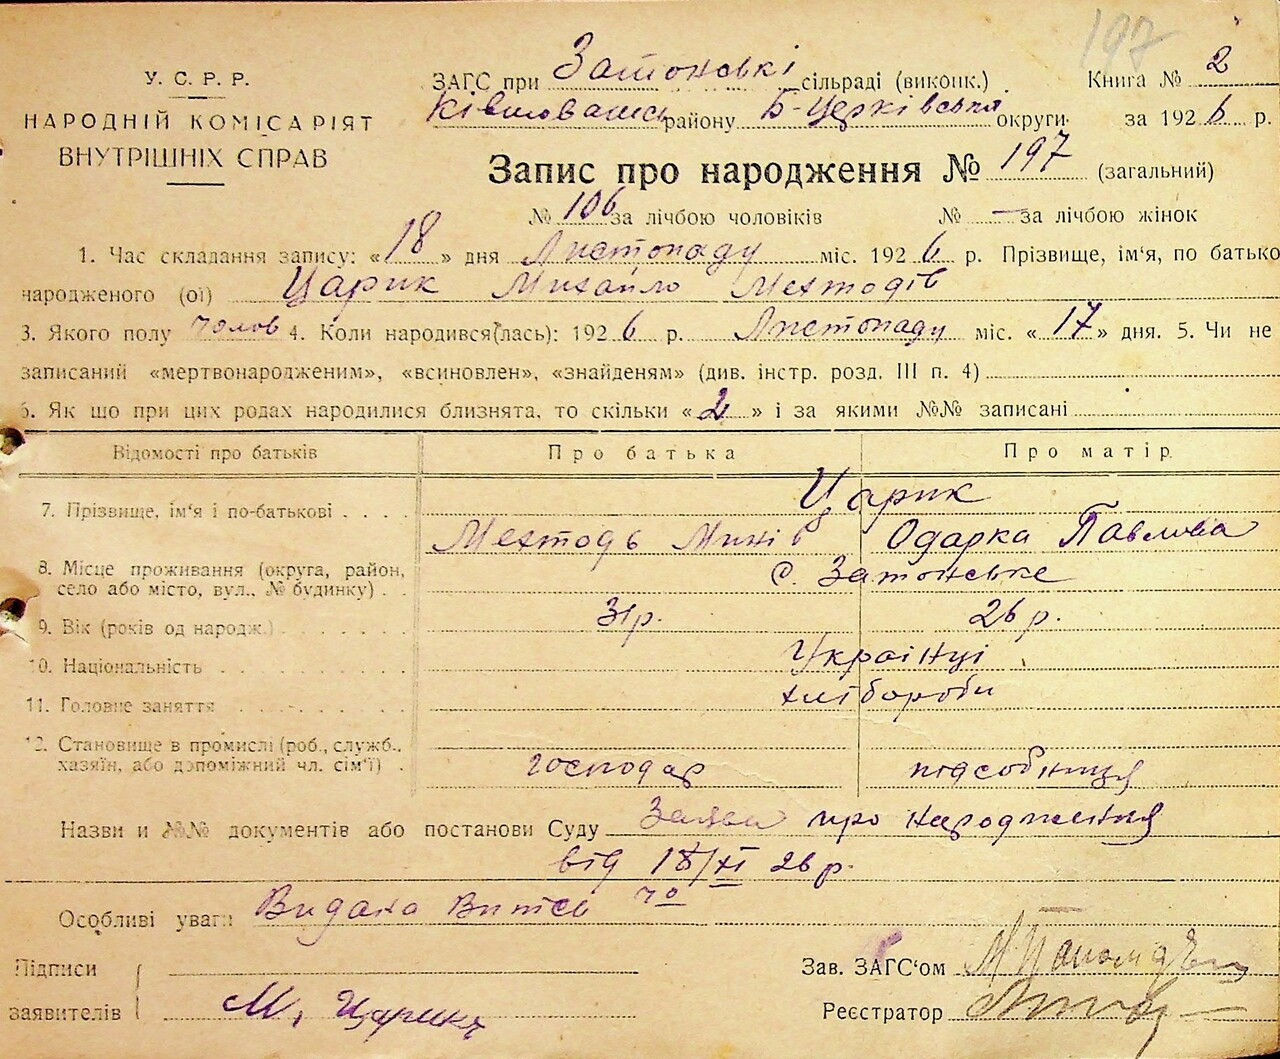 197
У. С. Р. Р.
НАРОДНІЙ КОМІСАРІЯТ
ВНУТРІШНІХ СПРАВ
ЗАГС при Затонські сільраді (виконк.)
району Б-Церківська округи
Книга № 2
за 1926 р.
Запис про народження № 197 (загальний)
№ 106 за лічбою чоловіків № — за лічбою жінок
1. Час складання запису: « 18 » дня Листопаду міс. 1926 р. Прізвище, ім'я, по батько
народженого (ої) Царик Михайло Мехтодів
3. Якого полу чолов 4. Коли народився(лась): 1926 р. Листопаду міс. « 17 » дня. 5. Чи не
записаний «мертвонародженим», «всиновлен», «знайденям» (див. інстр. розд. III п. 4)
6. Як що при цих родах народилися близнята, то скільки « 2 » і за якими №№ записані
Відомості про батьків Про батька Про матір
7. Прізвище, ім'я і по-батькові . . . Царик
Мехтодь Минів Одарка Павлова
8. Місце проживання (округа, район,
село або місто, вул., № будинку) . . с. Затонське
9. Вік (років од народж.) 31р. 26 р.
10. Національність Українці
11. Головне заняття хлібороби
12. Становище в промислі (роб., служб.,
хазяїн, або допоміжний чл. сім'ї) . господар підсобниця
Назви и №№ документів або постанови Суду Заява про народження
від 18/XI 26 р.
Особливі уваги Видана
Підписи
заявителів М. Царик
Зав. ЗАГС'ом
Реєстратор